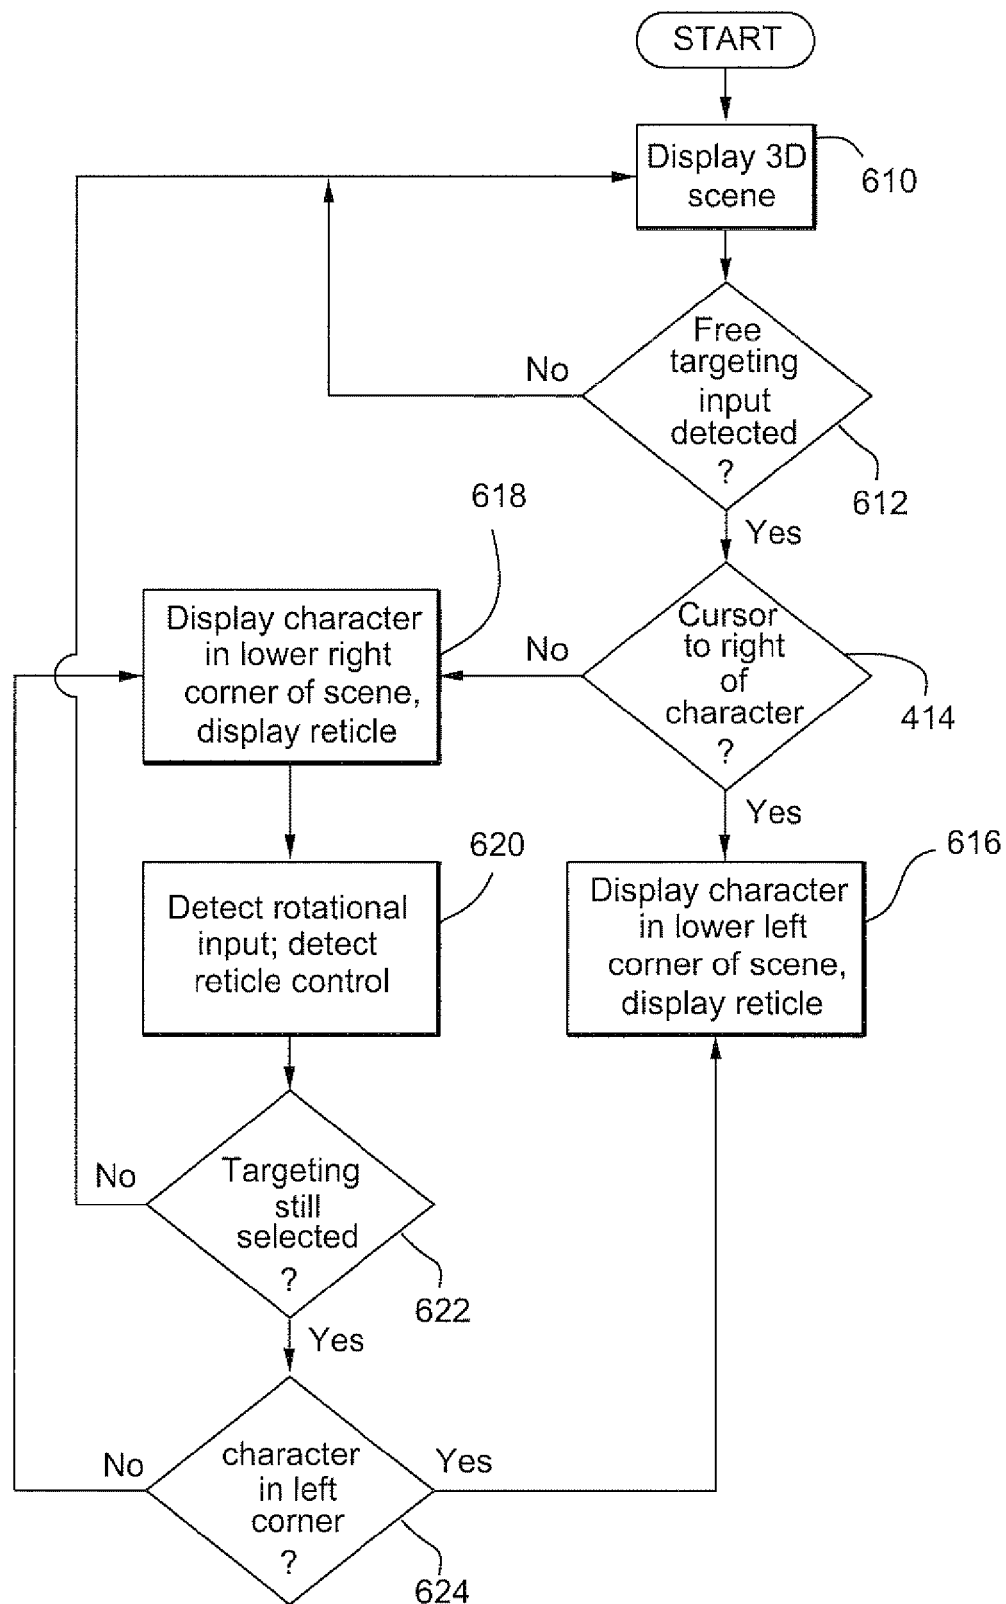 START
Display 3D
scene
610
Free
targeting
input
detected
?
No
612
Yes
618
Display character
in lower right
corner of scene,
display reticle
No
Cursor
to right
of
character
?
414
Yes
620
616
Detect rotational
input; detect
reticle control
Display character
in lower left
corner of scene,
display reticle
No
Targeting
still
selected
?
622
Yes
No
character
in left
corner
?
Yes
624